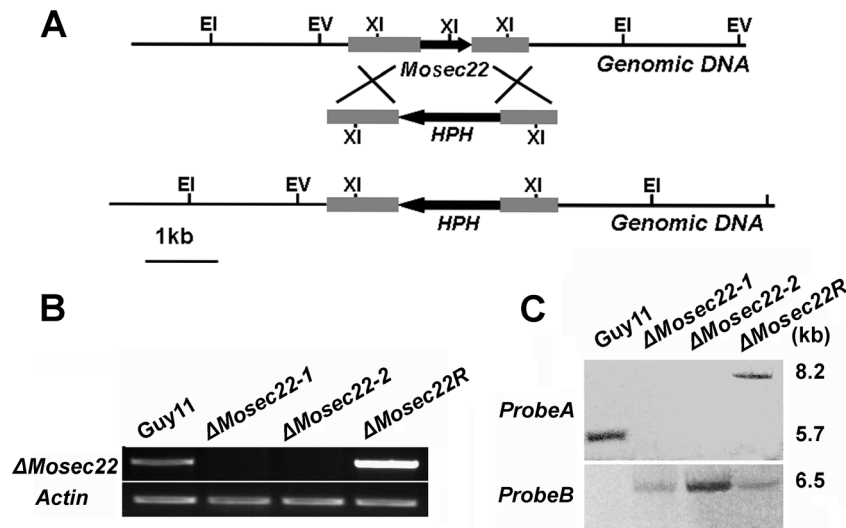 A
EI EV XI XI XI EI EV
Mosec22 Genomic DNA
XI HPH XI
EI EV XI XI EI
HPH Genomic DNA
1kb
B
Guy11 ΔMosec22-1 ΔMosec22-2 ΔMosec22R
ΔMosec22
Actin
C
Guy11 ΔMosec22-1 ΔMosec22-2 ΔMosec22R (kb)
8.2
ProbeA
5.7
ProbeB 6.5